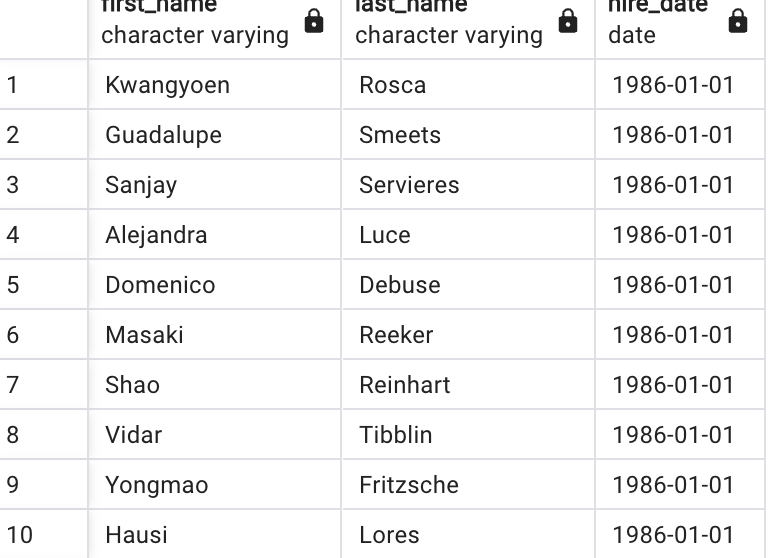 first_name last_name hire_date
character varying character varying date
1 Kwangyoen Rosca 1986-01-01
2 Guadalupe Smeets 1986-01-01
3 Sanjay Servieres 1986-01-01
4 Alejandra Luce 1986-01-01
5 Domenico Debuse 1986-01-01
6 Masaki Reeker 1986-01-01
7 Shao Reinhart 1986-01-01
8 Vidar Tibblin 1986-01-01
9 Yongmao Fritzsche 1986-01-01
10 Hausi Lores 1986-01-01